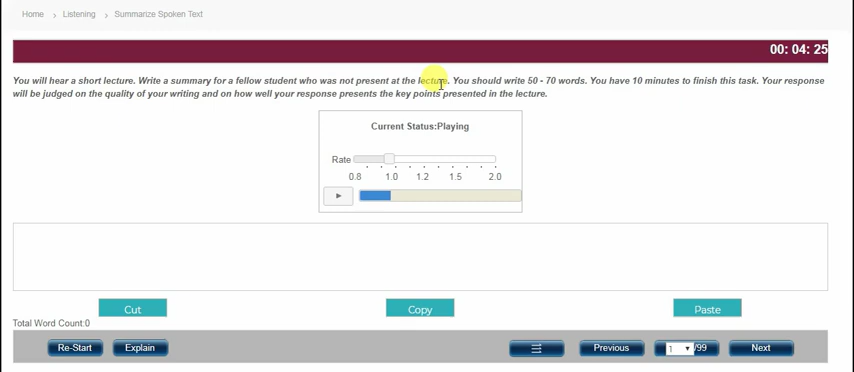 Home > Listening > Summarize Spoken Text
00: 04: 25
You will hear a short lecture. Write a summary for a fellow student who was not present at the lecture. You should write 50 - 70 words. You have 10 minutes to finish this task. Your response
will be judged on the quality of your writing and on how well your response presents the key points presented in the lecture.
Current Status:Playing
Rate
0.8 1.0 1.2 1.5 2.0
Cut Copy Paste
Total Word Count:0
Re-Start Explain Previous 1 /99 Next